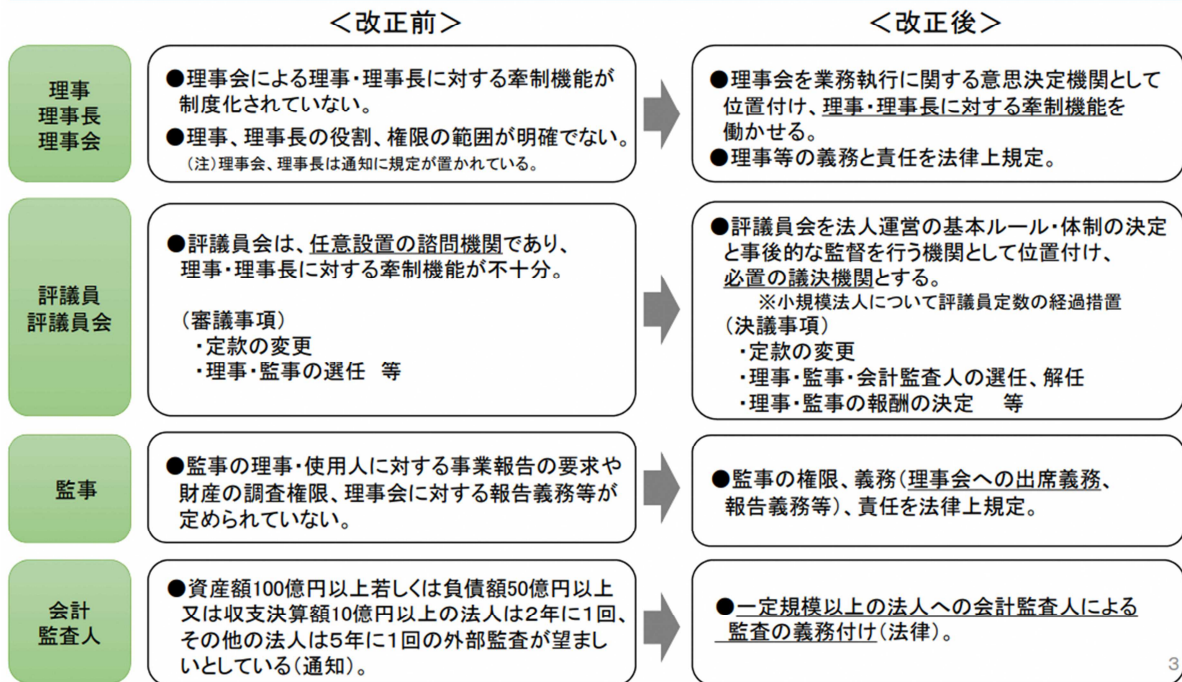 <改正前>
<改正後>
理事
理事長
理事会
●理事会による理事・理事長に対する牽制機能が
制度化されていない。
●理事、理事長の役割、権限の範囲が明確でない。
(注)理事会、理事長は通知に規定が置かれている。
●理事会を業務執行に関する意思決定機関として
位置付け、理事・理事長に対する牽制機能を
働かせる。
●理事等の義務と責任を法律上規定。
評議員
評議員会
●評議員会は、任意設置の諮問機関であり、
理事・理事長に対する牽制機能が不十分。
(審議事項)
・定款の変更
・理事・監事の選任 等
●評議員会を法人運営の基本ルール・体制の決定
と事後的な監督を行う機関として位置付け、
必置の議決機関とする。
※小規模法人について評議員定数の経過措置
(決議事項)
・定款の変更
・理事・監事・会計監査人の選任、解任
・理事・監事の報酬の決定 等
監事
●監事の理事・使用人に対する事業報告の要求や
財産の調査権限、理事会に対する報告義務等が
定められていない。
●監事の権限、義務(理事会への出席義務、
報告義務等)、責任を法律上規定。
会計
監査人
●資産額100億円以上若しくは負債額50億円以上
又は収支決算額10億円以上の法人は2年に1回、
その他の法人は5年に1回の外部監査が望まし
いとしている(通知)。
●一定規模以上の法人への会計監査人による
監査の義務付け(法律)。
3